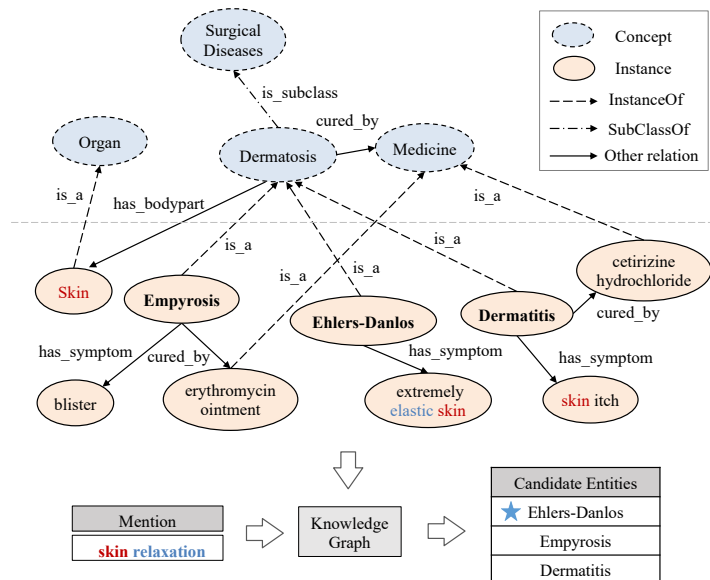 Surgical
Diseases
Concept
Instance
InstanceOf
SubClassOf
Other relation
is_subclass
cured_by
Organ
Dermatosis
Medicine
is_a
has_bodypart
is_a
is_a
is_a
is_a
is_a
Skin
Empyrosis
Ehlers-Danlos
Dermatitis
cetirizine
hydrochloride
cured_by
has_symptom
cured_by
has_symptom
has_symptom
blister
erythromycin
ointment
extremely
elastic skin
skin itch
Mention
skin relaxation
Knowledge
Graph
Candidate Entities
Ehlers-Danlos
Empyrosis
Dermatitis